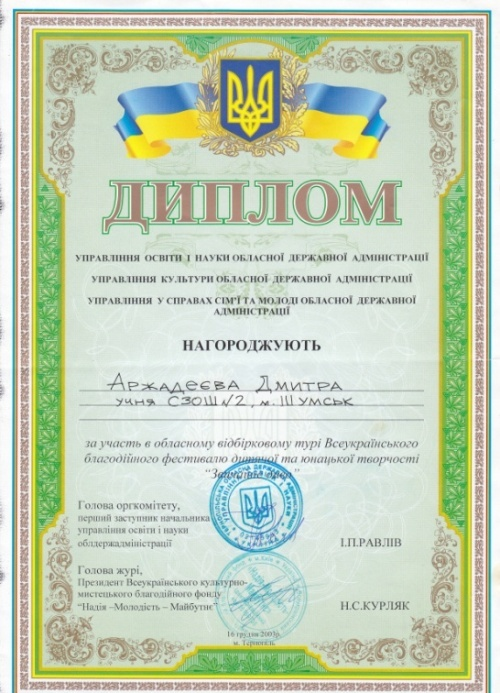 ДИПЛОМ
УПРАВЛІННЯ ОСВІТИ І НАУКИ ОБЛАСНОЇ ДЕРЖАВНОЇ АДМІНІСТРАЦІЇ
УПРАВЛІННЯ КУЛЬТУРИ ОБЛАСНОЇ ДЕРЖАВНОЇ АДМІНІСТРАЦІЇ
УПРАВЛІННЯ У СПРАВАХ СІМ'Ї ТА МОЛОДІ ОБЛАСНОЇ ДЕРЖАВНОЇ
АДМІНІСТРАЦІЇ
НАГОРОДЖУЮТЬ
Аржадеєва Дмитра
учня СЗОШ №2, м. Шумськ
за участь в обласному відбірковому турі Всеукраїнського
благодійного фестивалю дитячої та юнацької творчості
Голова оргкомітету,
перший заступник начальника
управління освіти і науки
облдержадміністрації
І.П.РАВЛІВ
Голова журі,
Президент Всеукраїнського культурно-
мистецького благодійного фонду
"Надія –Молодість – Майбутнє"
Н.С.КУРЛЯК
16 грудня 2003р.
м. Тернопіль